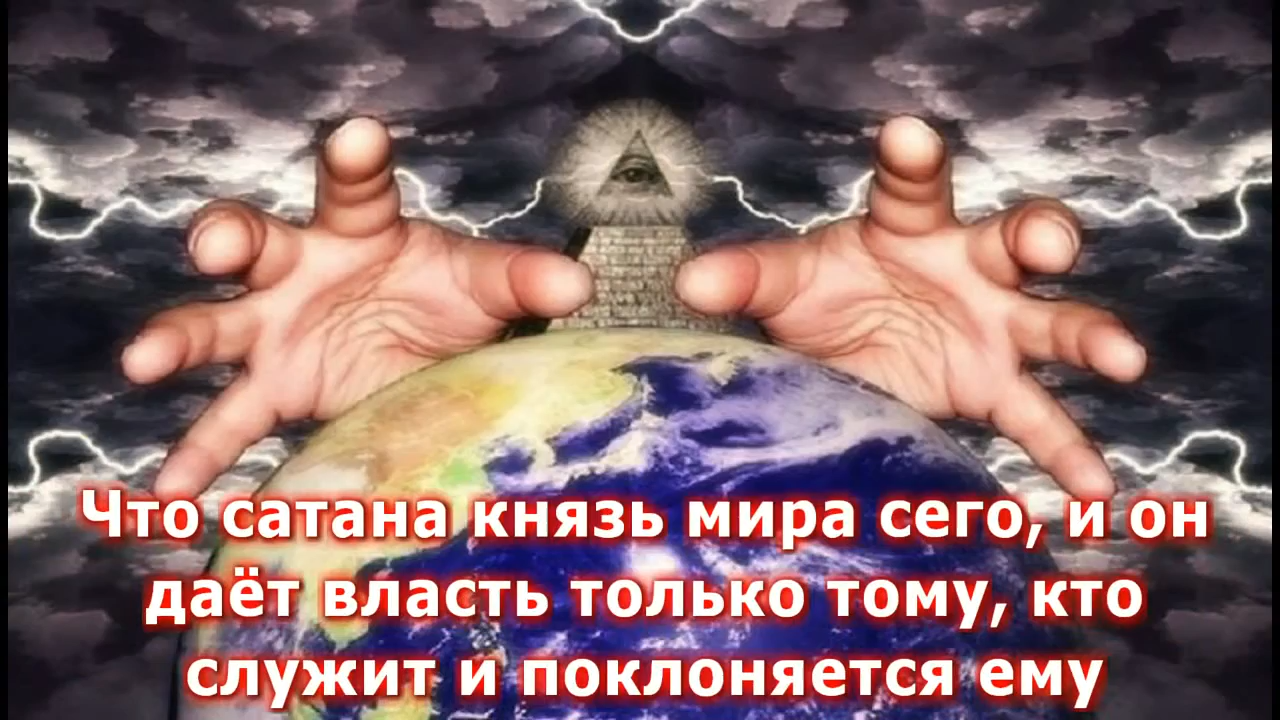 Что сатана князь мира сего, и он
даёт власть только тому, кто
служит и поклоняется ему